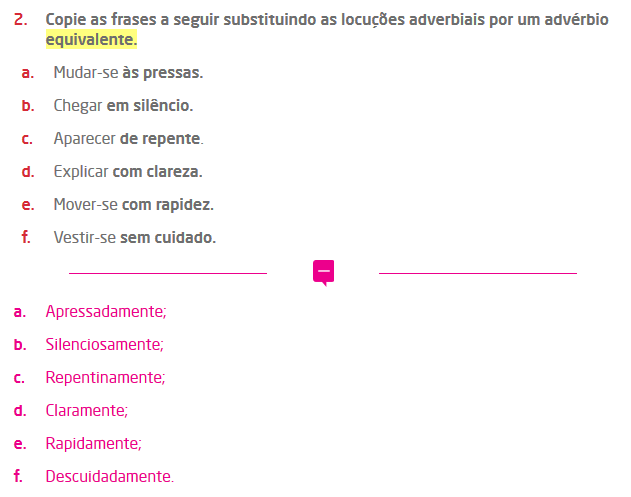 2. Copie as frases a seguir substituindo as locuções adverbiais por um advérbio
equivalente.
a. Mudar-se às pressas.
b. Chegar em silêncio.
c. Aparecer de repente.
d. Explicar com clareza.
e. Mover-se com rapidez.
f. Vestir-se sem cuidado.
a. Apressadamente;
b. Silenciosamente;
c. Repentinamente;
d. Claramente;
e. Rapidamente;
f. Descuidadamente.